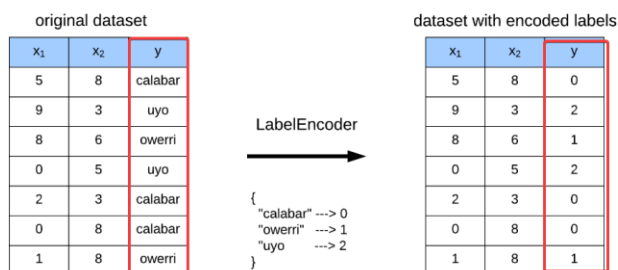 original dataset
x₁ x₂ y
5 8 calabar
9 3 uyo
8 6 owerri
0 5 uyo
2 3 calabar
0 8 calabar
1 8 owerri
LabelEncoder
{
"calabar" ---> 0
"owerri" ---> 1
"uyo ---> 2
}
dataset with encoded labels
x₁ x₂ y
5 8 0
9 3 2
8 6 1
0 5 2
2 3 0
0 8 0
1 8 1